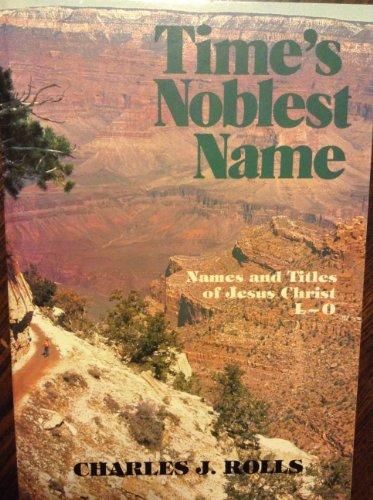 Time's
Noblest
Name
Names and Titles
of Jesus Christ
L-O
CHARLES J. ROLLS